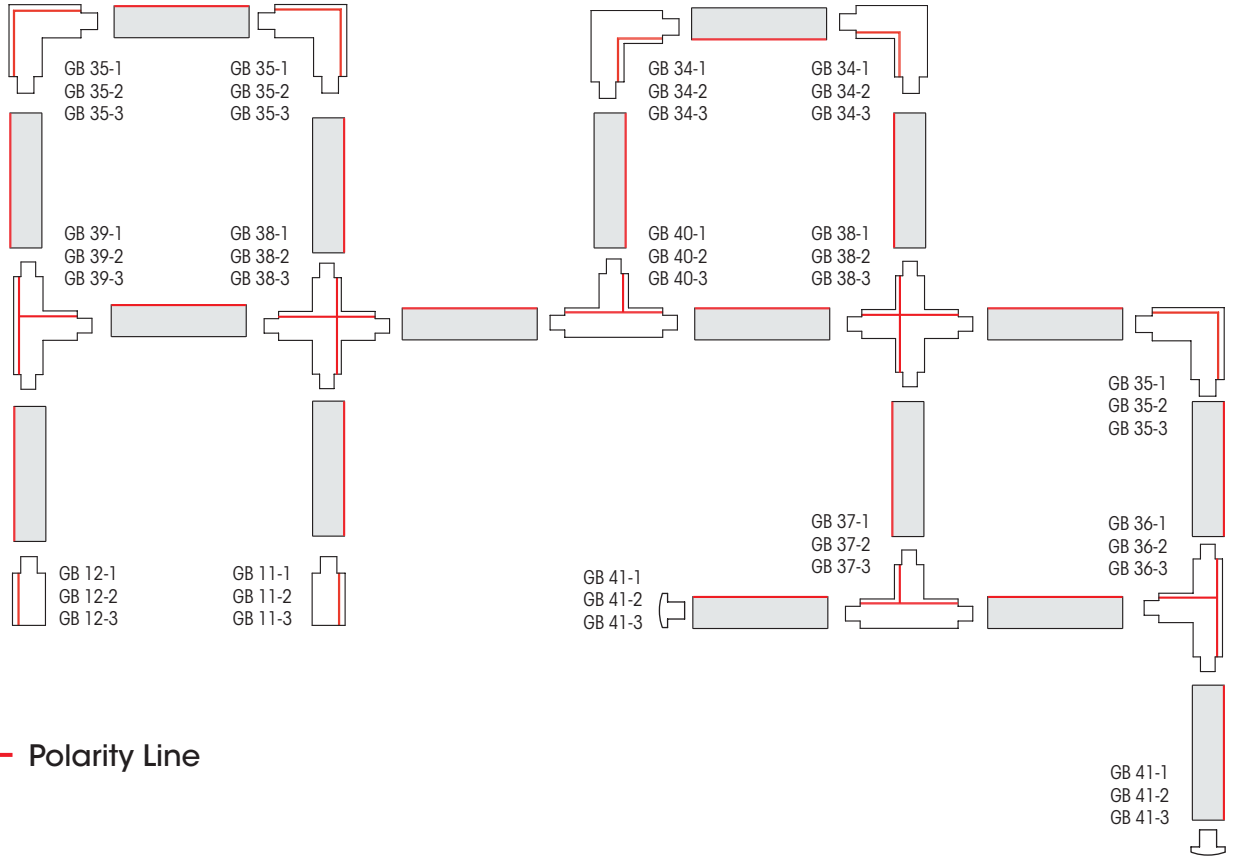 GB 35-1
GB 35-2
GB 35-3
GB 35-1
GB 35-2
GB 35-3
GB 34-1
GB 34-2
GB 34-3
GB 34-1
GB 34-2
GB 34-3
GB 39-1
GB 39-2
GB 39-3
GB 38-1
GB 38-2
GB 38-3
GB 40-1
GB 40-2
GB 40-3
GB 38-1
GB 38-2
GB 38-3
GB 35-1
GB 35-2
GB 35-3
GB 12-1
GB 12-2
GB 12-3
GB 11-1
GB 11-2
GB 11-3
GB 41-1
GB 41-2
GB 41-3
GB 37-1
GB 37-2
GB 37-3
GB 36-1
GB 36-2
GB 36-3
Polarity Line
GB 41-1
GB 41-2
GB 41-3